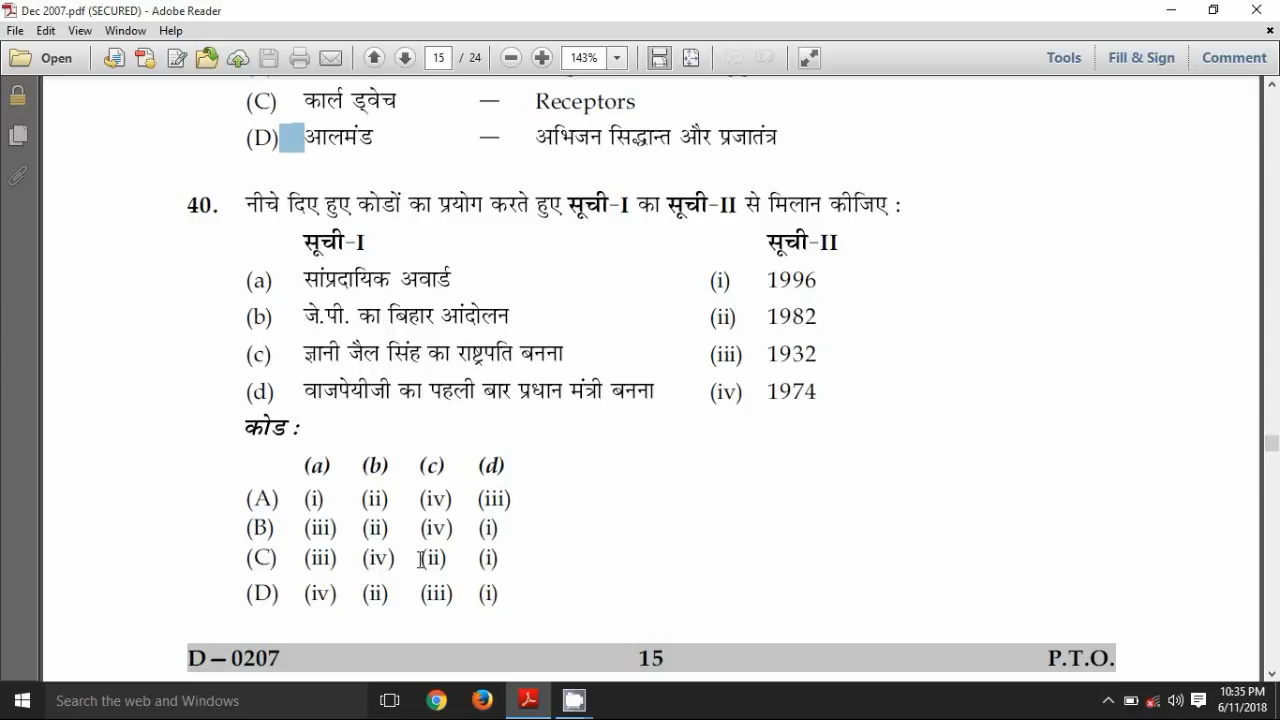 Dec 2007.pdf (SECURED) - Adobe Reader
File Edit View Window Help
Open 15 / 24 143% Tools Fill & Sign Comment
(C) कार्ल ड्वेच — Receptors
(D) आलमंड — अभिजन सिद्धान्त और प्रजातंत्र
40. नीचे दिए हुए कोडों का प्रयोग करते हुए सूची-I का सूची-II से मिलान कीजिए :
सूची-I सूची-II
(a) सांप्रदायिक अवार्ड (i) 1996
(b) जे.पी. का बिहार आंदोलन (ii) 1982
(c) ज्ञानी जैल सिंह का राष्ट्रपति बनना (iii) 1932
(d) वाजपेयीजी का पहली बार प्रधान मंत्री बनना (iv) 1974
कोड :
(a) (b) (c) (d)
(A) (i) (ii) (iv) (iii)
(B) (iii) (ii) (iv) (i)
(C) (iii) (iv) (ii) (i)
(D) (iv) (ii) (iii) (i)
D – 0207 15 P.T.O.
Search the web and Windows
10:35 PM
6/11/2018